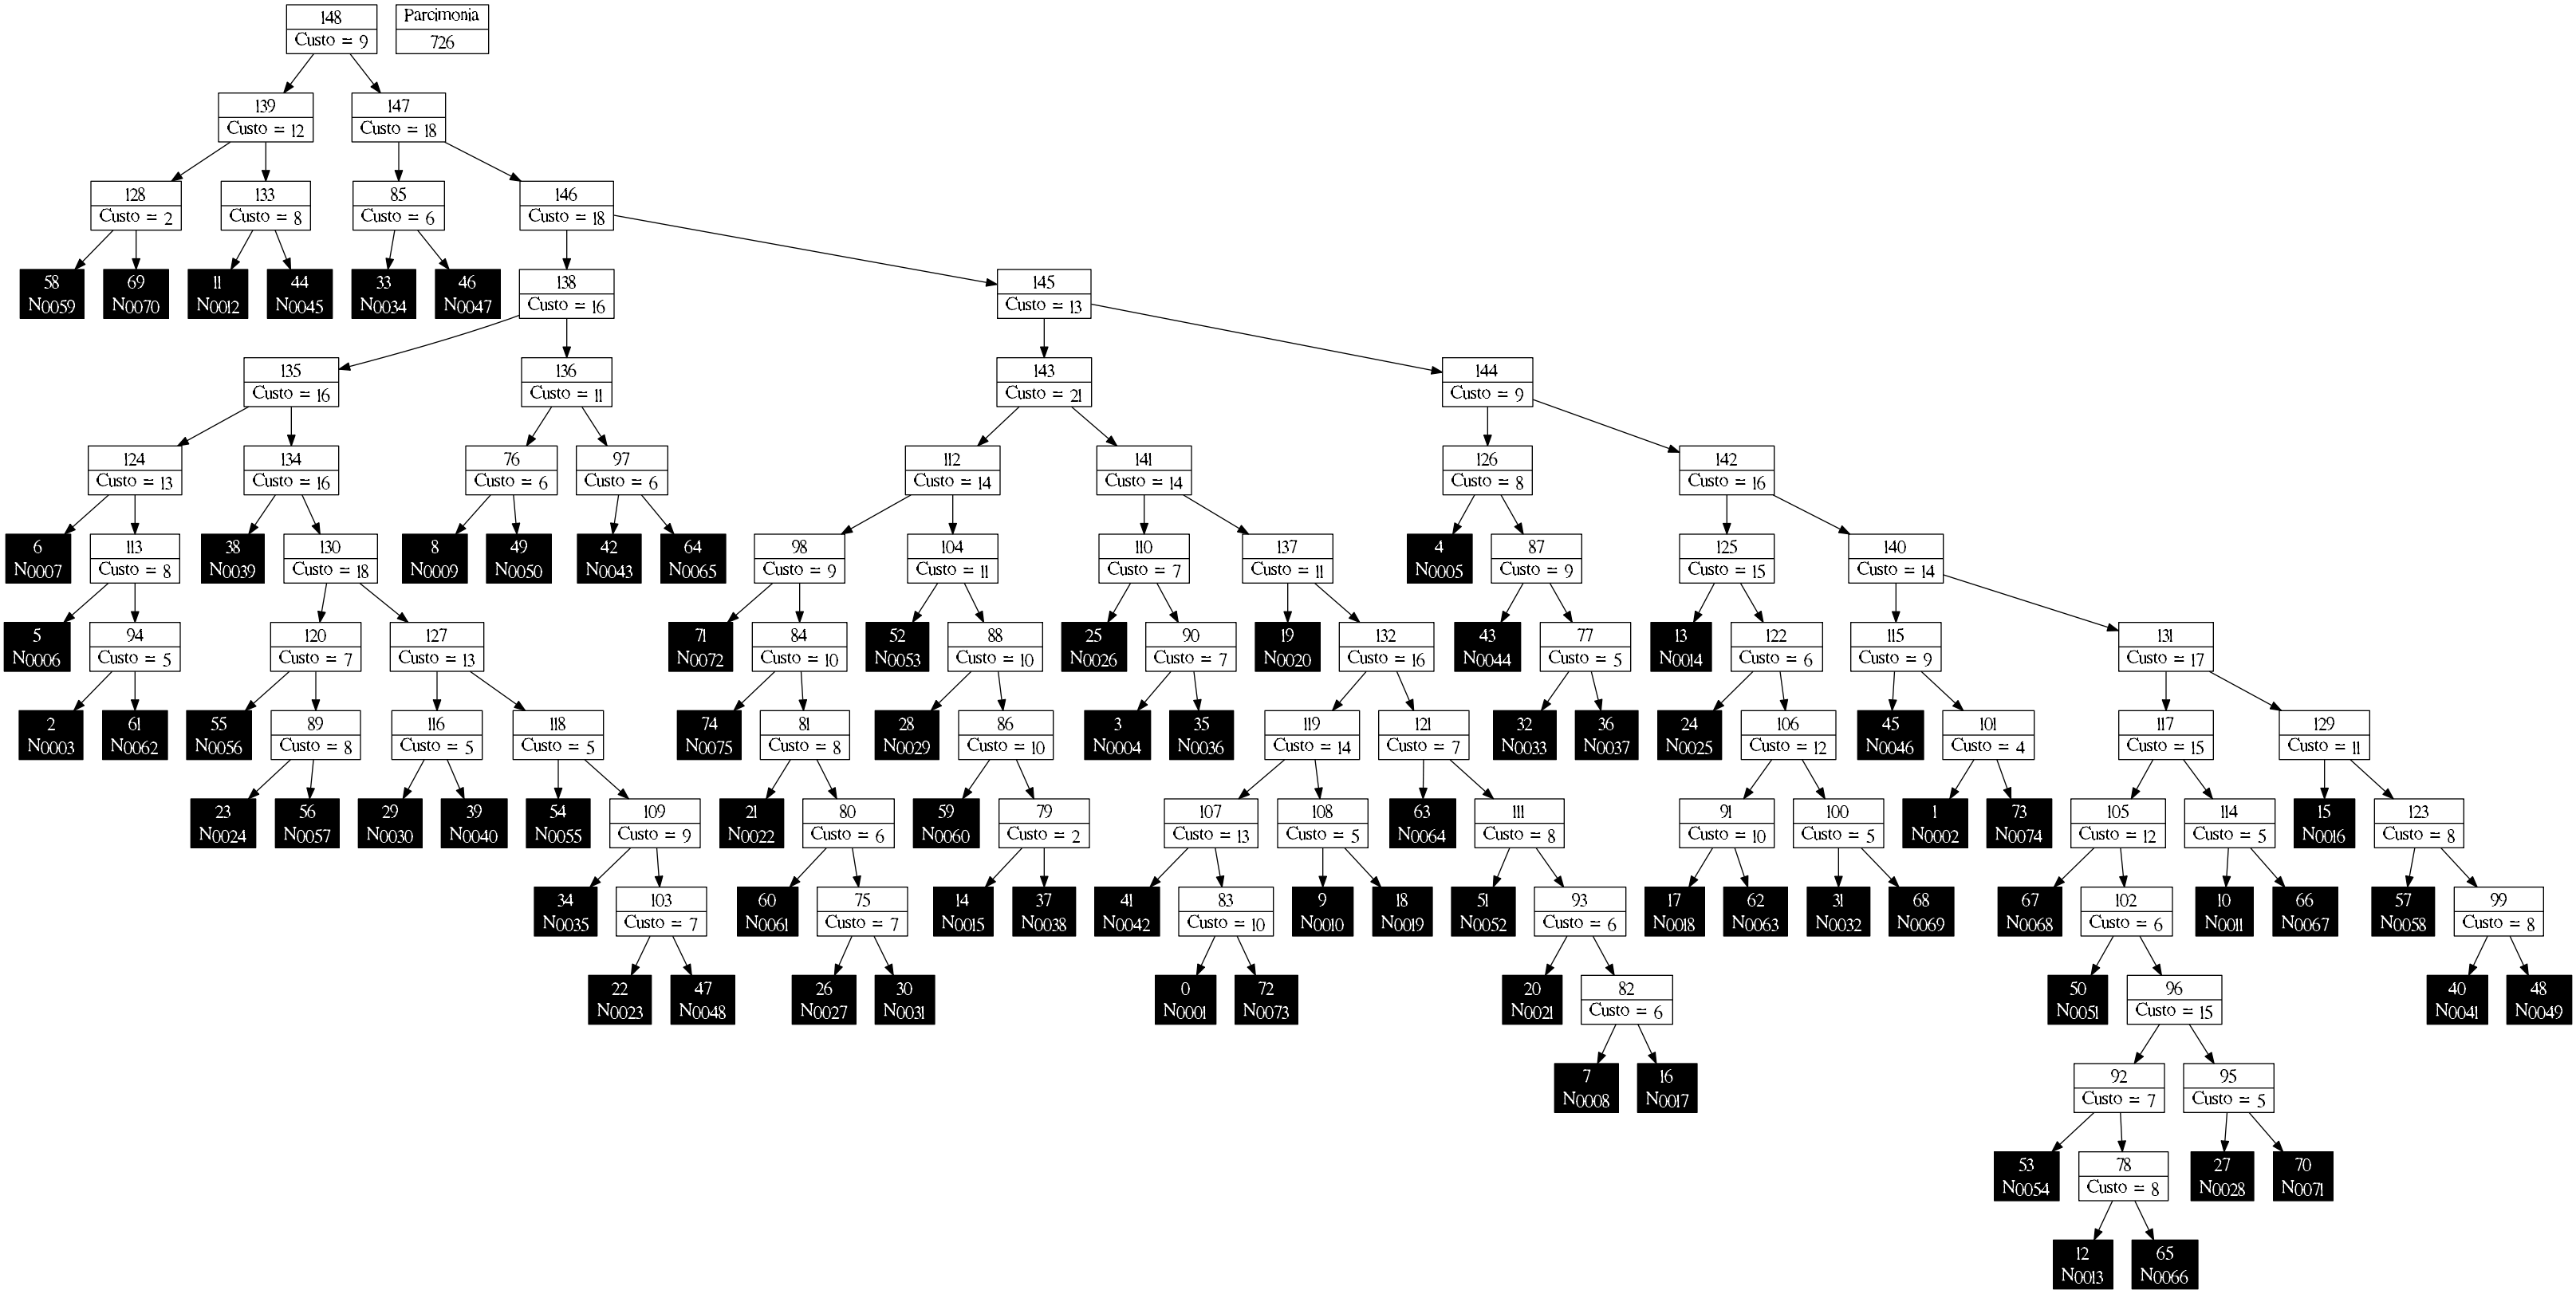 148
Custo = 9
Parcimonia
726
139
Custo = 12
147
Custo = 18
128
Custo = 2
133
Custo = 8
85
Custo = 6
146
Custo = 18
58
N0059
69
N0070
11
N0012
44
N0045
33
N0034
46
N0047
138
Custo = 16
145
Custo = 13
135
Custo = 16
136
Custo = 11
143
Custo = 21
144
Custo = 9
124
Custo = 13
134
Custo = 16
76
Custo = 6
97
Custo = 6
112
Custo = 14
141
Custo = 14
126
Custo = 8
142
Custo = 16
6
N0007
113
Custo = 8
38
N0039
130
Custo = 18
8
N0009
49
N0050
42
N0043
64
N0065
98
Custo = 9
104
Custo = 11
110
Custo = 7
137
Custo = 11
4
N0005
87
Custo = 9
125
Custo = 15
140
Custo = 14
5
N0006
94
Custo = 5
120
Custo = 7
127
Custo = 13
71
N0072
84
Custo = 10
52
N0053
88
Custo = 10
25
N0026
90
Custo = 7
19
N0020
132
Custo = 16
43
N0044
77
Custo = 5
13
N0014
122
Custo = 6
115
Custo = 9
131
Custo = 17
2
N0003
61
N0062
55
N0056
89
Custo = 8
116
Custo = 5
118
Custo = 5
74
N0075
81
Custo = 8
28
N0029
86
Custo = 10
3
N0004
35
N0036
119
Custo = 14
121
Custo = 7
32
N0033
36
N0037
24
N0025
106
Custo = 12
45
N0046
101
Custo = 4
117
Custo = 15
129
Custo = 11
23
N0024
56
N0057
29
N0030
39
N0040
54
N0055
109
Custo = 9
21
N0022
80
Custo = 6
59
N0060
79
Custo = 2
107
Custo = 13
108
Custo = 5
63
N0064
111
Custo = 8
91
Custo = 10
100
Custo = 5
1
N0002
73
N0074
105
Custo = 12
114
Custo = 5
15
N0016
123
Custo = 8
34
N0035
103
Custo = 7
60
N0061
75
Custo = 7
14
N0015
37
N0038
41
N0042
83
Custo = 10
9
N0010
18
N0019
51
N0052
93
Custo = 6
17
N0018
62
N0063
31
N0032
68
N0069
67
N0068
102
Custo = 6
10
N0011
66
N0067
57
N0058
99
Custo = 8
22
N0023
47
N0048
26
N0027
30
N0031
0
N0001
72
N0073
20
N0021
82
Custo = 6
50
N0051
96
Custo = 15
40
N0041
48
N0049
7
N0008
16
N0017
92
Custo = 7
95
Custo = 5
53
N0054
78
Custo = 8
27
N0028
70
N0071
12
N0013
65
N0066